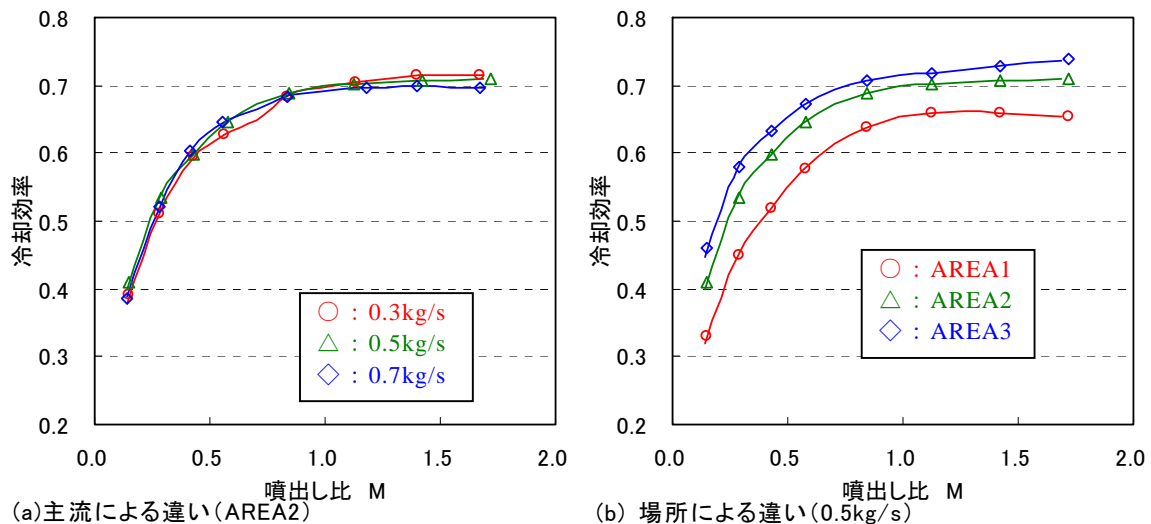 0.8
0.7
0.6
0.5
0.4
0.3
0.2
冷却効率
○ : 0.3kg/s
△ : 0.5kg/s
◇ : 0.7kg/s
0.0 0.5 1.0 1.5 2.0
噴出し比 M
(a)主流による違い(AREA2)
0.8
0.7
0.6
0.5
0.4
0.3
0.2
冷却効率
○ : AREA1
△ : AREA2
◇ : AREA3
0.0 0.5 1.0 1.5 2.0
噴出し比 M
(b) 場所による違い(0.5kg/s)